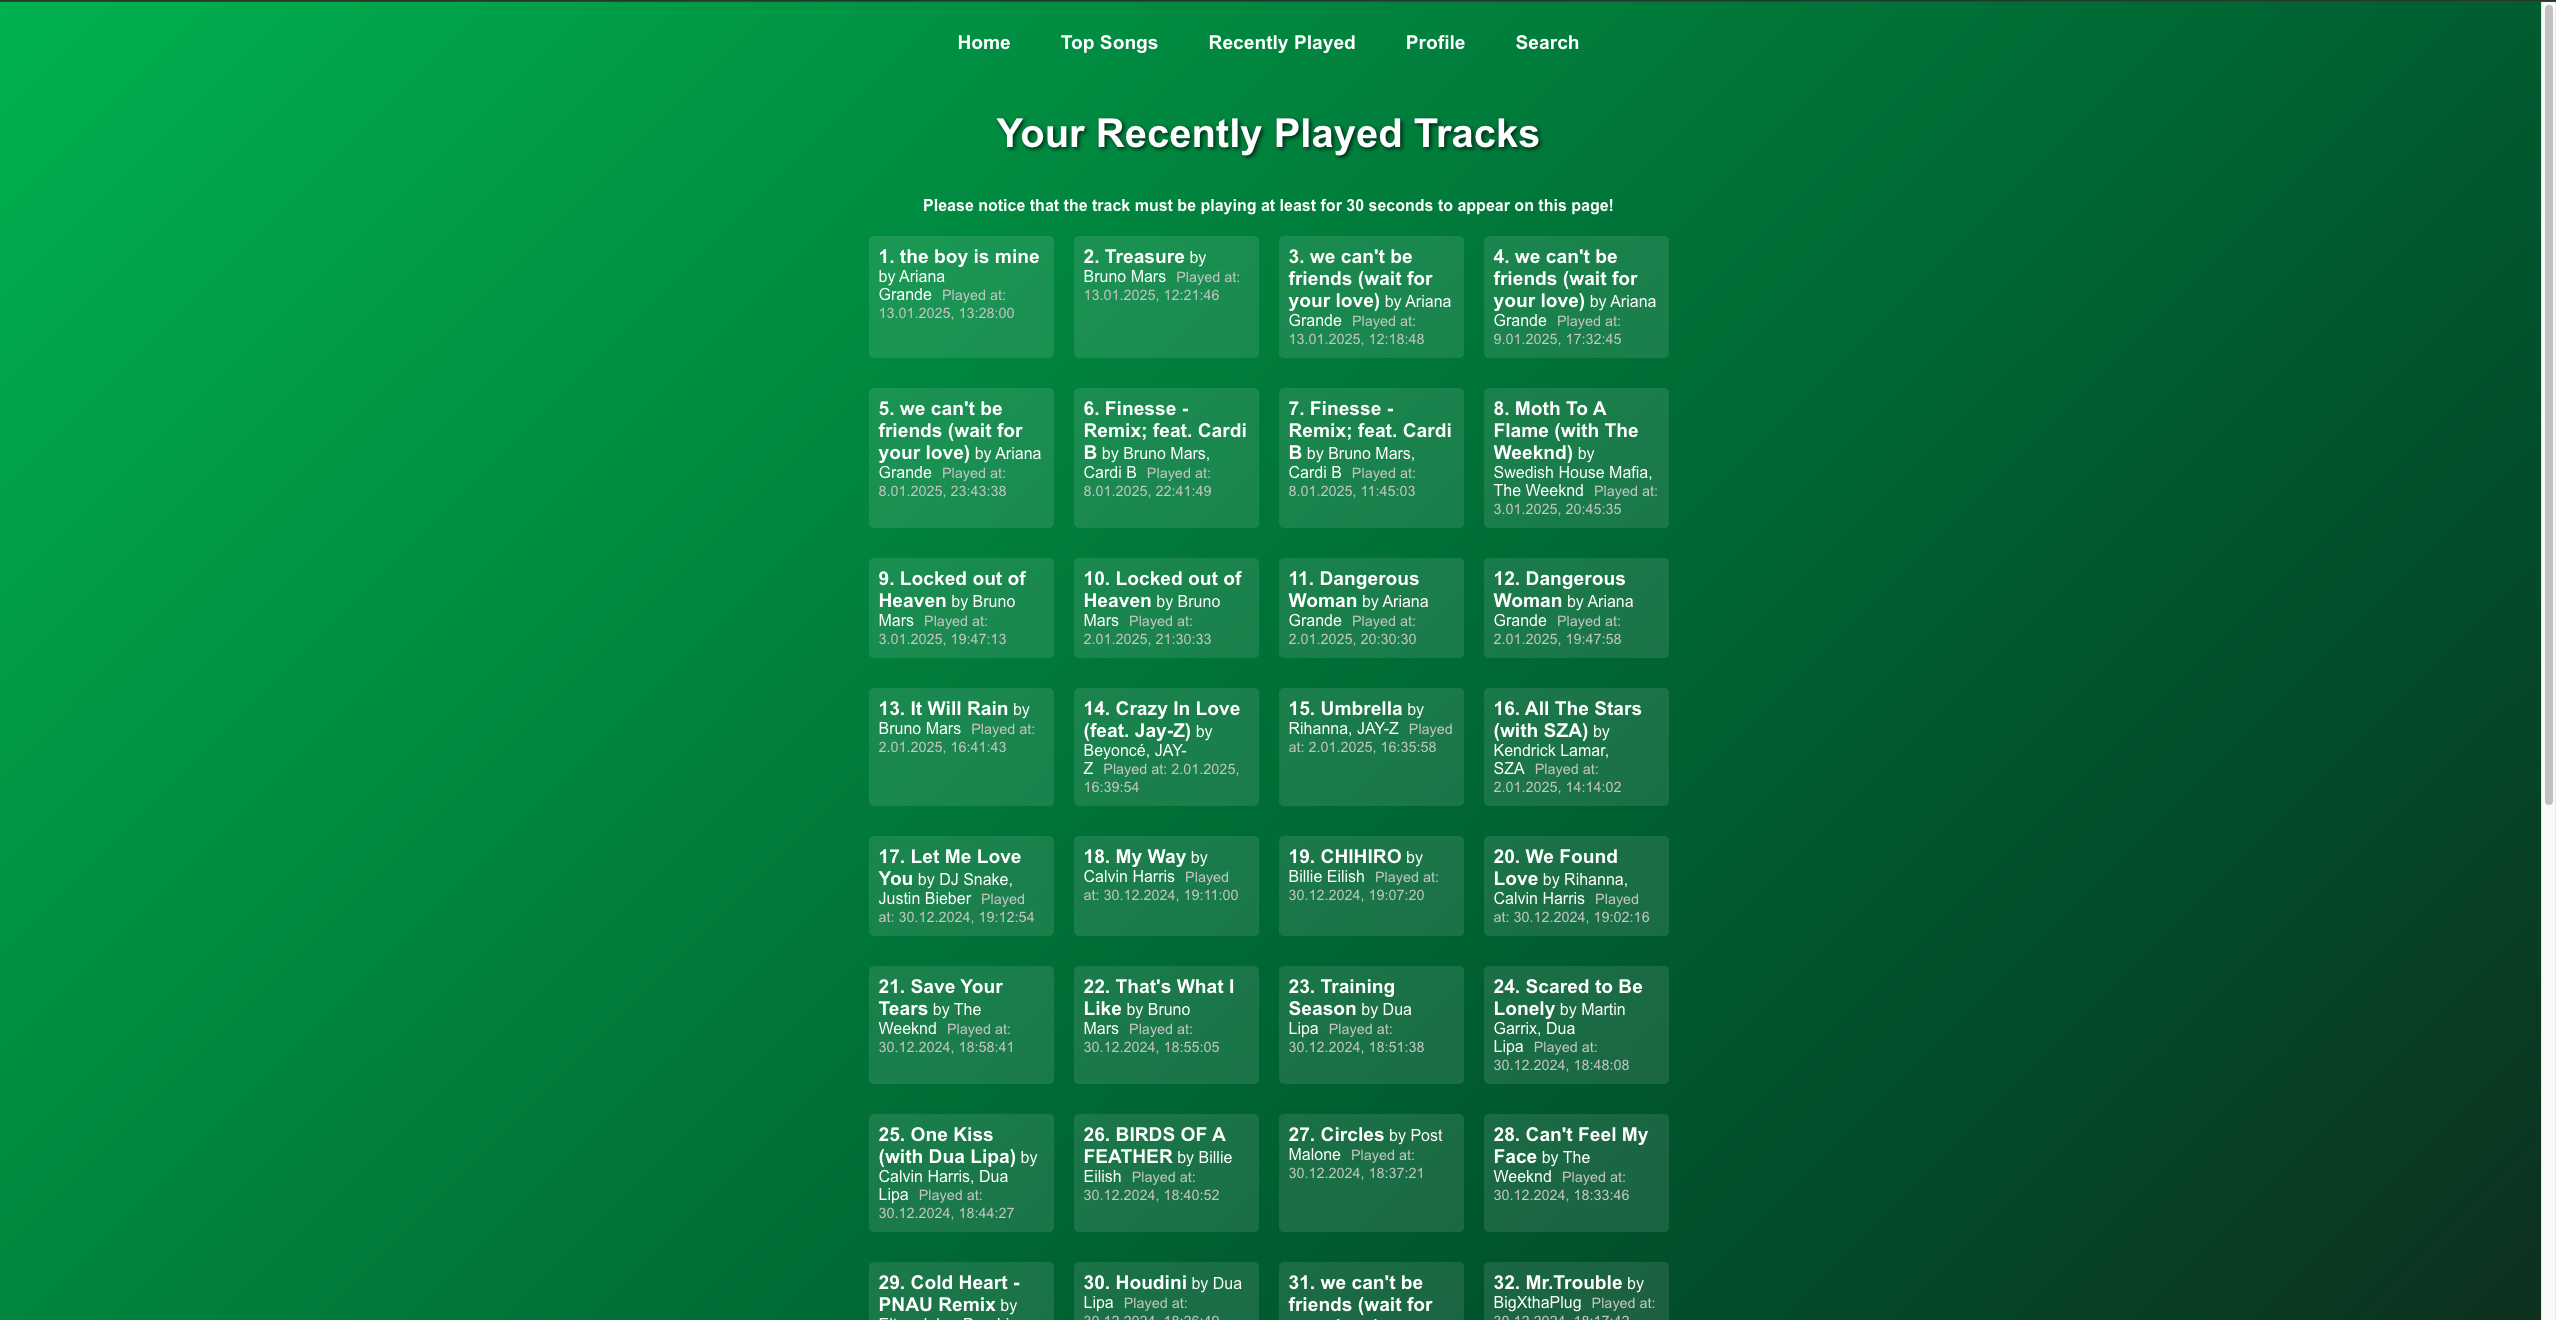 Home Top Songs Recently Played Profile Search
Your Recently Played Tracks
Please notice that the track must be playing at least for 30 seconds to appear on this page!
1. the boy is mine
by Ariana
Grande Played at:
13.01.2025, 13:28:00
2. Treasure by
Bruno Mars Played at:
13.01.2025, 12:21:46
3. we can't be
friends (wait for
your love) by Ariana
Grande Played at:
13.01.2025, 12:18:48
4. we can't be
friends (wait for
your love) by Ariana
Grande Played at:
9.01.2025, 17:32:45
5. we can't be
friends (wait for
your love) by Ariana
Grande Played at:
8.01.2025, 23:43:38
6. Finesse -
Remix; feat. Cardi
B by Bruno Mars,
Cardi B Played at:
8.01.2025, 22:41:49
7. Finesse -
Remix; feat. Cardi
B by Bruno Mars,
Cardi B Played at:
8.01.2025, 11:45:03
8. Moth To A
Flame (with The
Weeknd) by
Swedish House Mafia,
The Weeknd Played at:
3.01.2025, 20:45:35
9. Locked out of
Heaven by Bruno
Mars Played at:
3.01.2025, 19:47:13
10. Locked out of
Heaven by Bruno
Mars Played at:
2.01.2025, 21:30:33
11. Dangerous
Woman by Ariana
Grande Played at:
2.01.2025, 20:30:30
12. Dangerous
Woman by Ariana
Grande Played at:
2.01.2025, 19:47:58
13. It Will Rain by
Bruno Mars Played at:
2.01.2025, 16:41:43
14. Crazy In Love
(feat. Jay-Z) by
Beyoncé, JAY-
Z Played at: 2.01.2025,
16:39:54
15. Umbrella by
Rihanna, JAY-Z Played
at: 2.01.2025, 16:35:58
16. All The Stars
(with SZA) by
Kendrick Lamar,
SZA Played at:
2.01.2025, 14:14:02
17. Let Me Love
You by DJ Snake,
Justin Bieber Played
at: 30.12.2024, 19:12:54
18. My Way by
Calvin Harris Played
at: 30.12.2024, 19:11:00
19. CHIHIRO by
Billie Eilish Played at:
30.12.2024, 19:07:20
20. We Found
Love by Rihanna,
Calvin Harris Played
at: 30.12.2024, 19:02:16
21. Save Your
Tears by The
Weeknd Played at:
30.12.2024, 18:58:41
22. That's What I
Like by Bruno
Mars Played at:
30.12.2024, 18:55:05
23. Training
Season by Dua
Lipa Played at:
30.12.2024, 18:51:38
24. Scared to Be
Lonely by Martin
Garrix, Dua
Lipa Played at:
30.12.2024, 18:48:08
25. One Kiss
(with Dua Lipa) by
Calvin Harris, Dua
Lipa Played at:
30.12.2024, 18:44:27
26. BIRDS OF A
FEATHER by Billie
Eilish Played at:
30.12.2024, 18:40:52
27. Circles by Post
Malone Played at:
30.12.2024, 18:37:21
28. Can't Feel My
Face by The
Weeknd Played at:
30.12.2024, 18:33:46
29. Cold Heart -
PNAU Remix by
30. Houdini by Dua
Lipa Played at:
31. we can't be
friends (wait for
32. Mr.Trouble by
BigXthaPlug Played at: